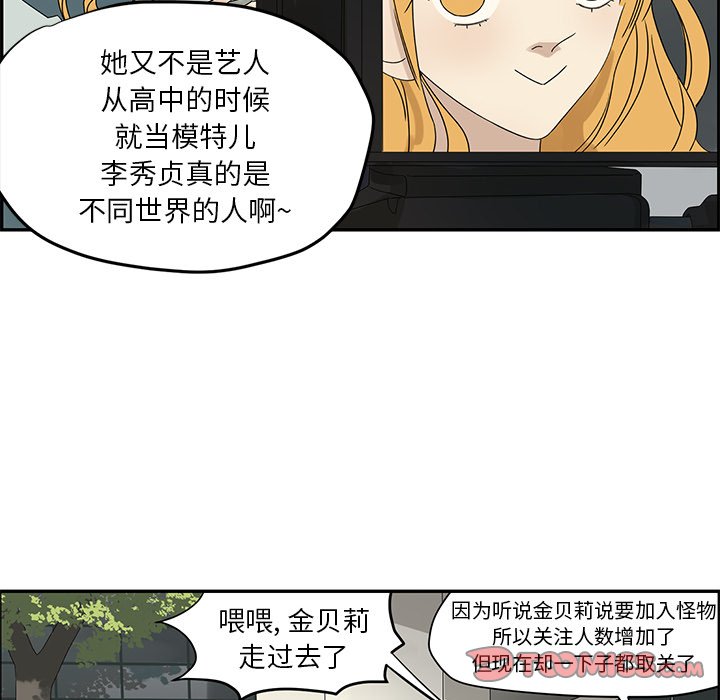 她又不是艺人
从高中的时候
就当模特儿
李秀贞真的是
不同世界的人啊~
喂喂, 金贝莉
走过去了
因为听说金贝莉说要加入怪物
所以关注人数增加了
但现在却一下子都取关了
YTOOMICS